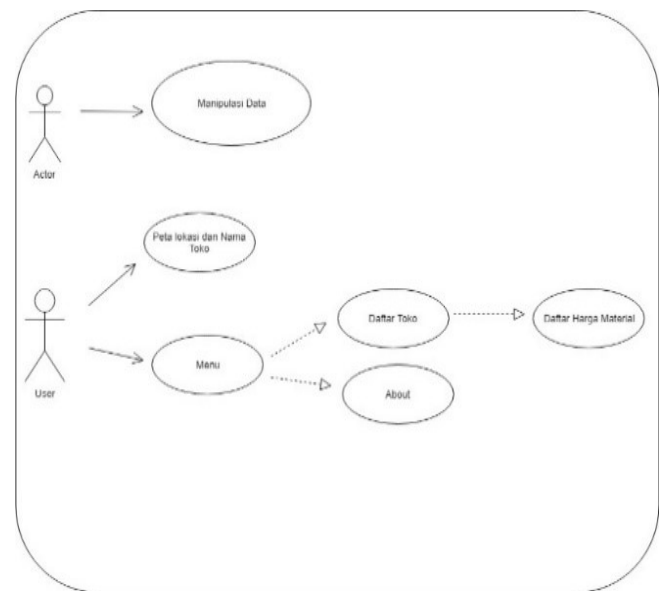 Manipulasi Data
Actor
Peta lokasi dan Nama
Toko
Daftar Toko
Daftar Harga Material
User
Menu
About